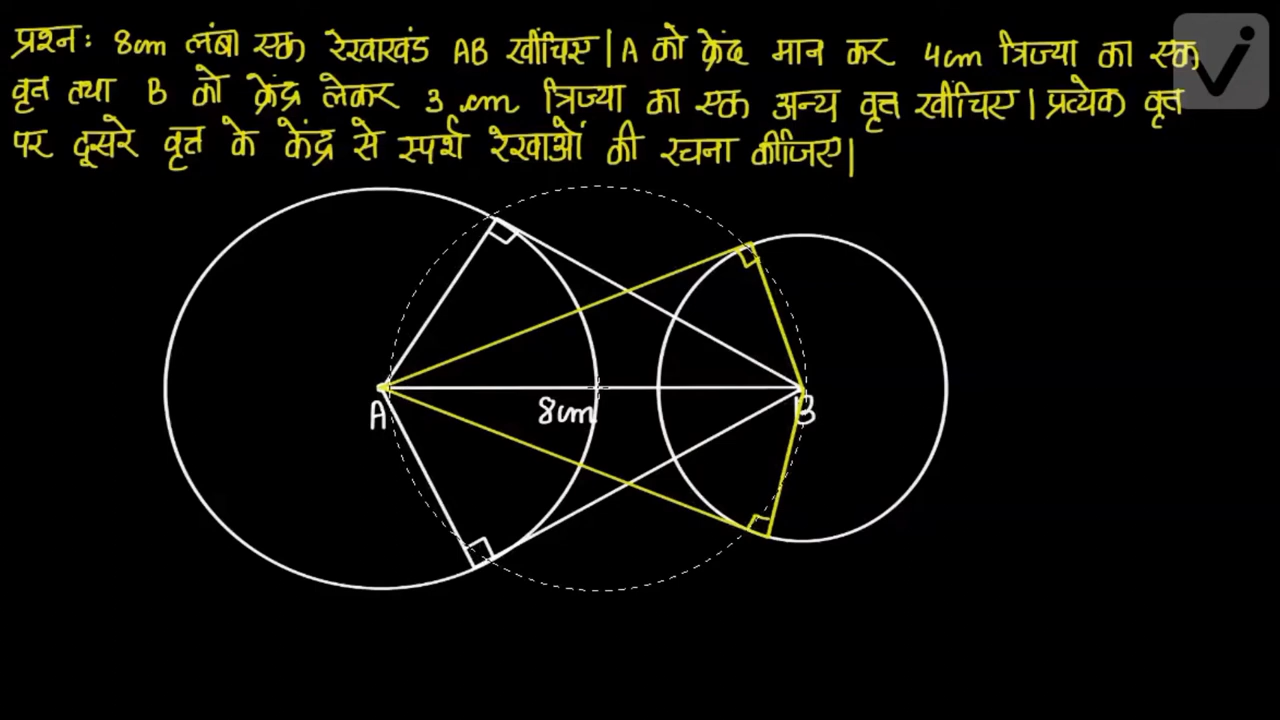 प्रश्न: 8cm लंबा एक रेखाखंड AB खींचिए | A को केंद्र मान कर 4cm त्रिज्या का एक
वृत्त तथा B को केंद्र लेकर 3 cm त्रिज्या का एक अन्य वृत्त खींचिए | प्रत्येक वृत्त
पर दूसरे वृत्त के केंद्र से स्पर्श रेखाओं की रचना कीजिए |
A
8cm
B